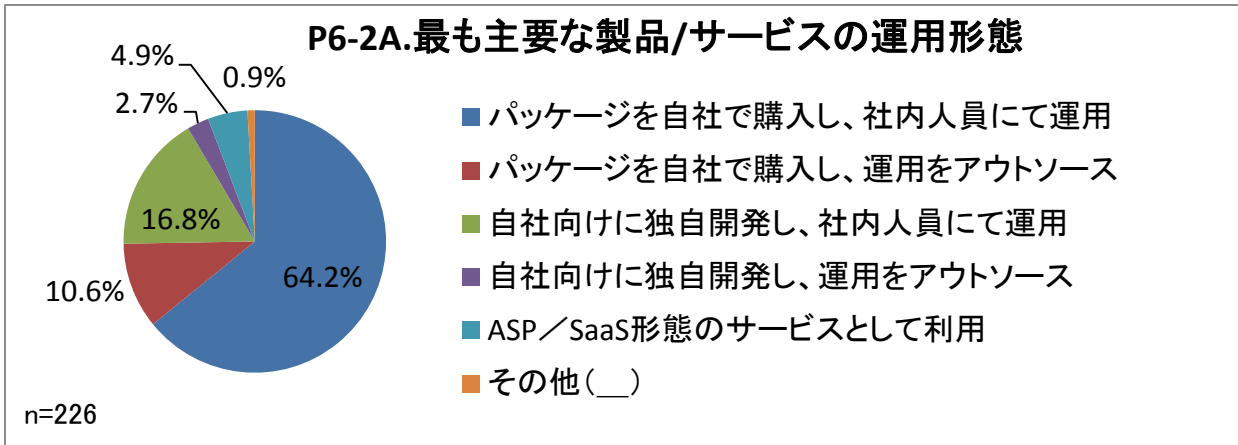 P6-2A.最も主要な製品/サービスの運用形態
4.9%
0.9%
2.7%
16.8%
10.6%
64.2%
パッケージを自社で購入し、社内人員にて運用
パッケージを自社で購入し、運用をアウトソース
自社向けに独自開発し、社内人員にて運用
自社向けに独自開発し、運用をアウトソース
ASP／SaaS形態のサービスとして利用
その他(__)
n=226